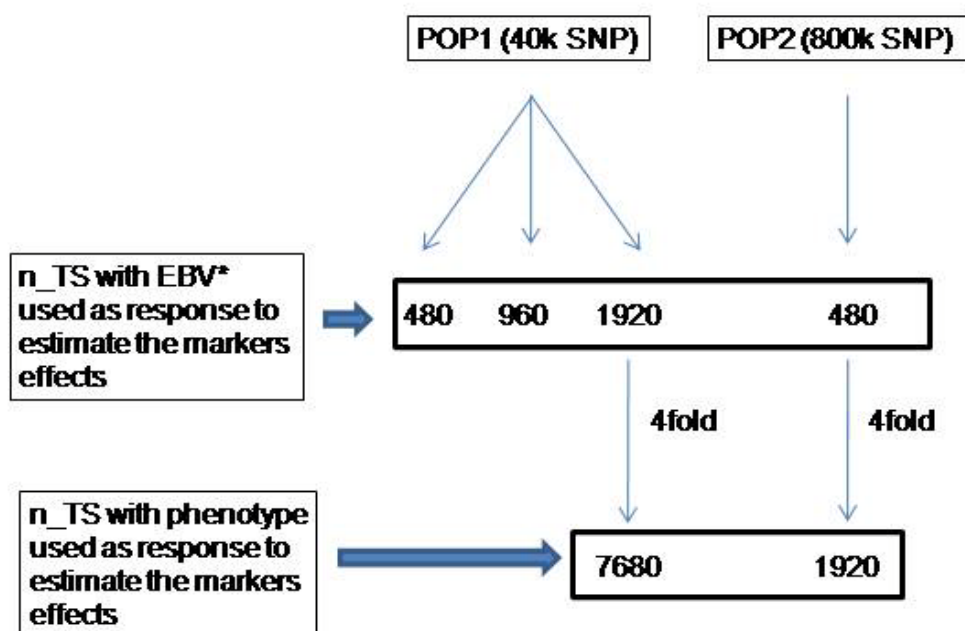 POP1 (40k SNP)
POP2 (800k SNP)
n_TS with EBV*
used as response to
estimate the markers
effects
480 960 1920 480
4fold 4fold
n_TS with phenotype
used as response to
estimate the markers
effects
7680 1920